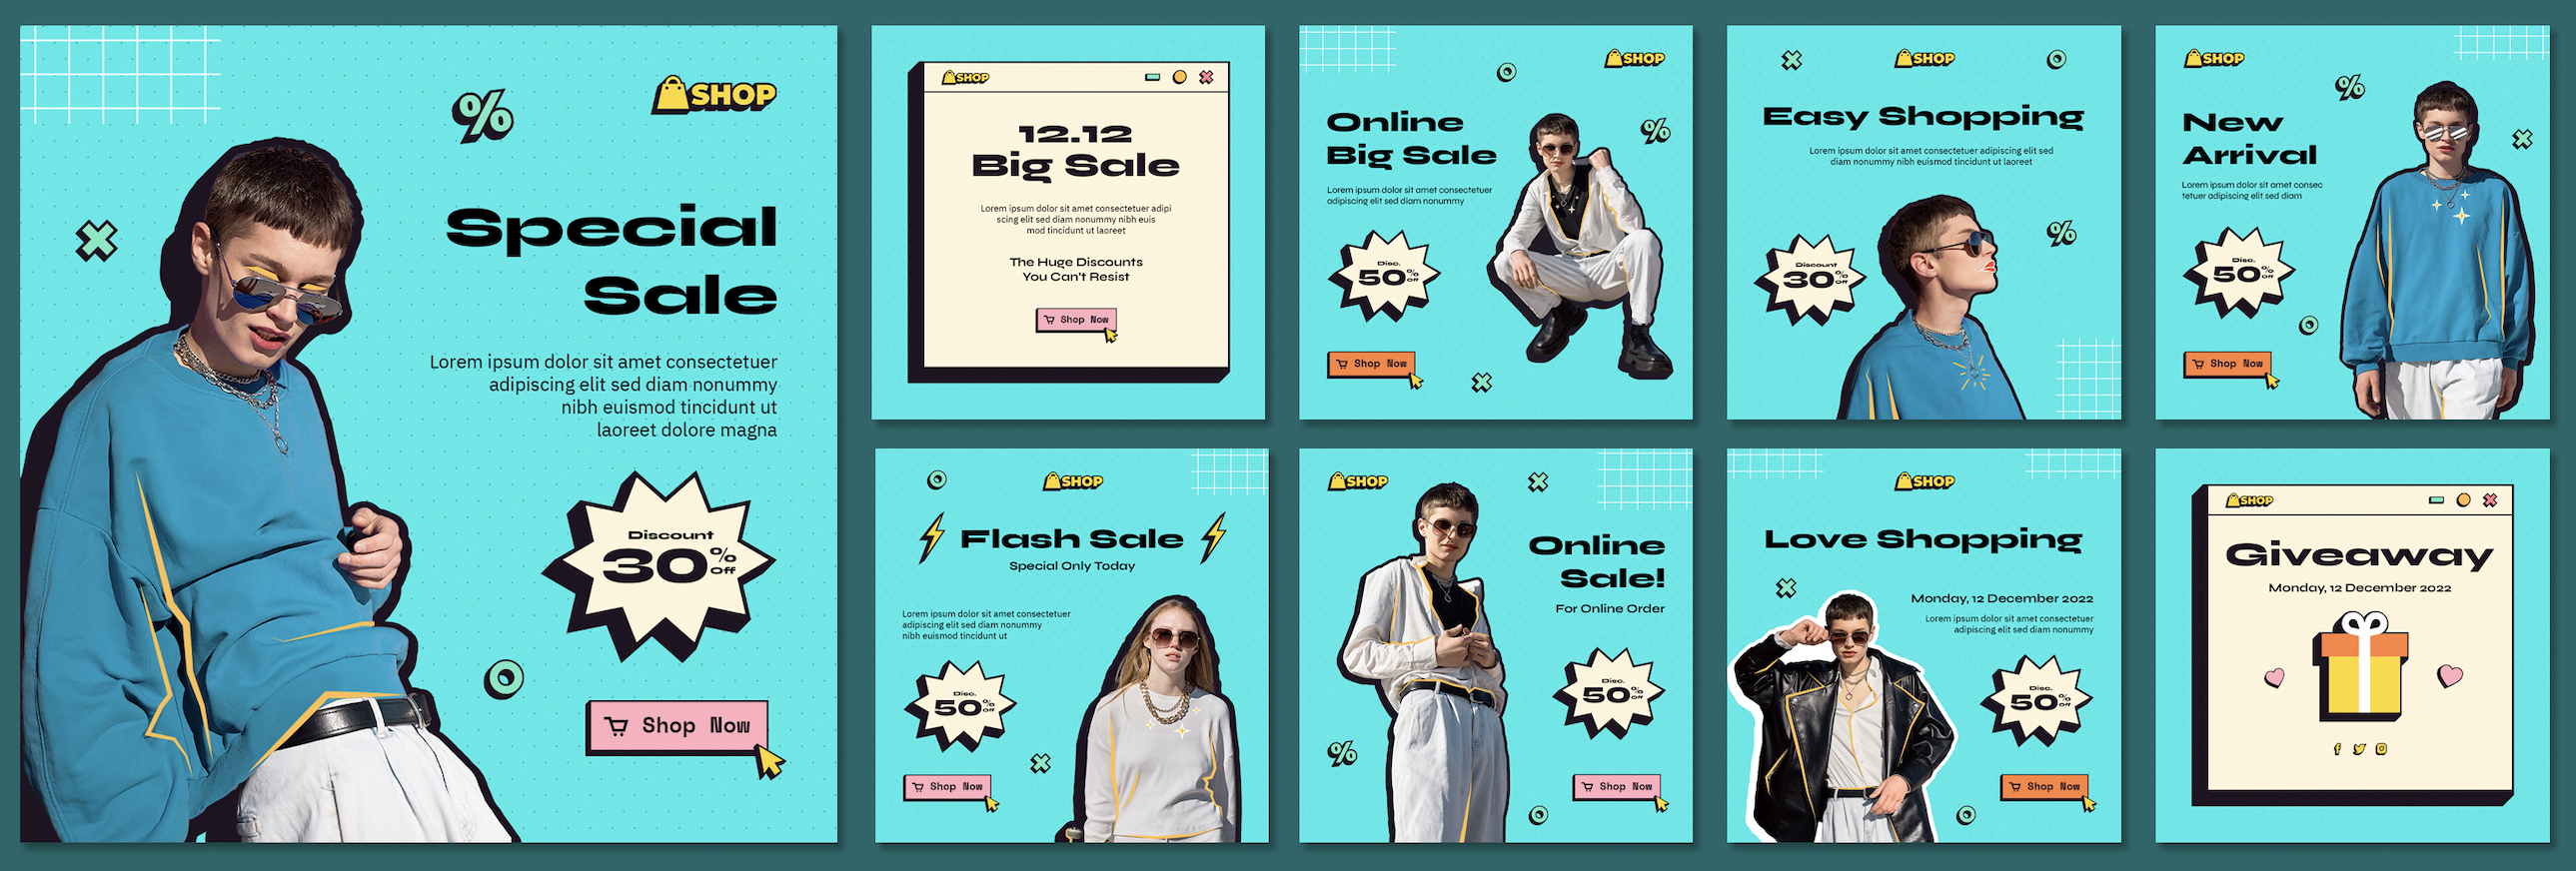 %
SHOP
Special
Sale
Lorem ipsum dolor sit amet consectetuer
adipiscing elit sed diam nonummy
nibh euismod tincidunt ut
laoreet dolore magna
Discount
30%
Off
Shop Now
SHOP
12.12
Big Sale
Lorem ipsum dolor sit amet consectetuer adipi
scing elit sed diam nonummy nibh euis
mod tincidunt ut laoreet
The Huge Discounts
You Can't Resist
Shop Now
SHOP
Online
Big Sale
%
Lorem ipsum dolor sit amet consectetuer
adipiscing elit sed diam nonummy
Disc.
50%
Off
Shop Now
SHOP
Easy Shopping
Lorem ipsum dolor sit amet consectetuer adipiscing elit sed
diam nonummy nibh euismod tincidunt ut laoreet
%
Discount
30%
Off
SHOP
%
New
Arrival
Lorem ipsum dolor sit amet consec
tetuer adipiscing elit sed diam
Disc.
50%
Off
Shop Now
SHOP
Flash Sale
Special Only Today
Lorem ipsum dolor sit amet consectetuer
adipiscing elit sed diam nonummy
nibh euismod tincidunt ut
Disc.
50%
Off
Shop Now
SHOP
Online
Sale!
For Online Order
Disc.
50%
Off
%
Shop Now
SHOP
Love Shopping
Monday, 12 December 2022
Lorem ipsum dolor sit amet consectetuer
adipiscing elit sed diam nonummy
Disc.
50%
Off
Shop Now
SHOP
Giveaway
Monday, 12 December 2022